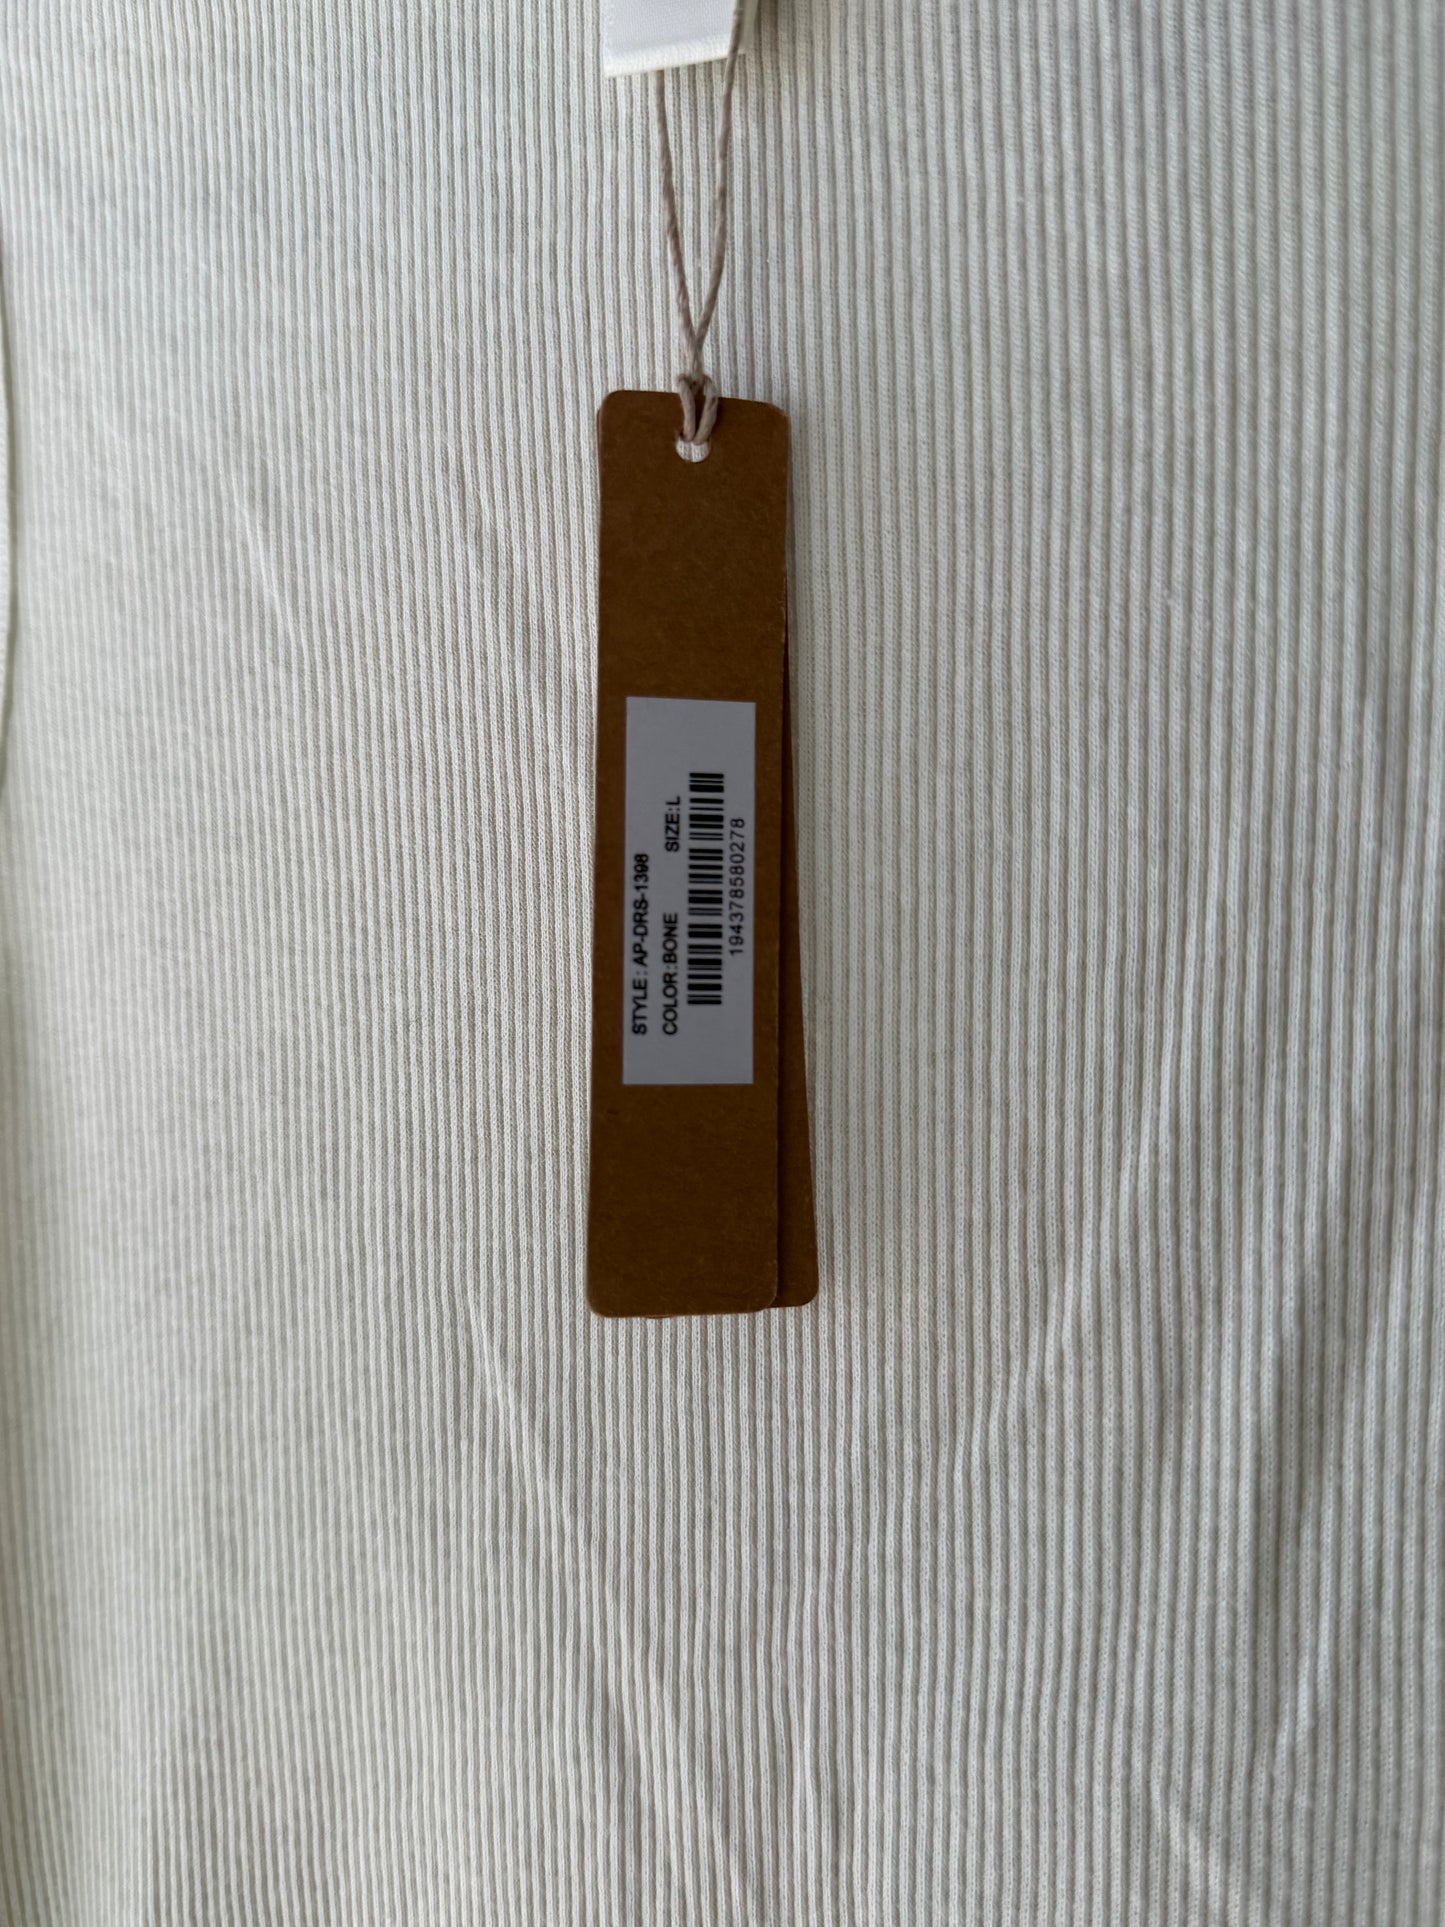 STYLE: AP-DRS-1398
COLOR:BONE SIZE:L
194378580278